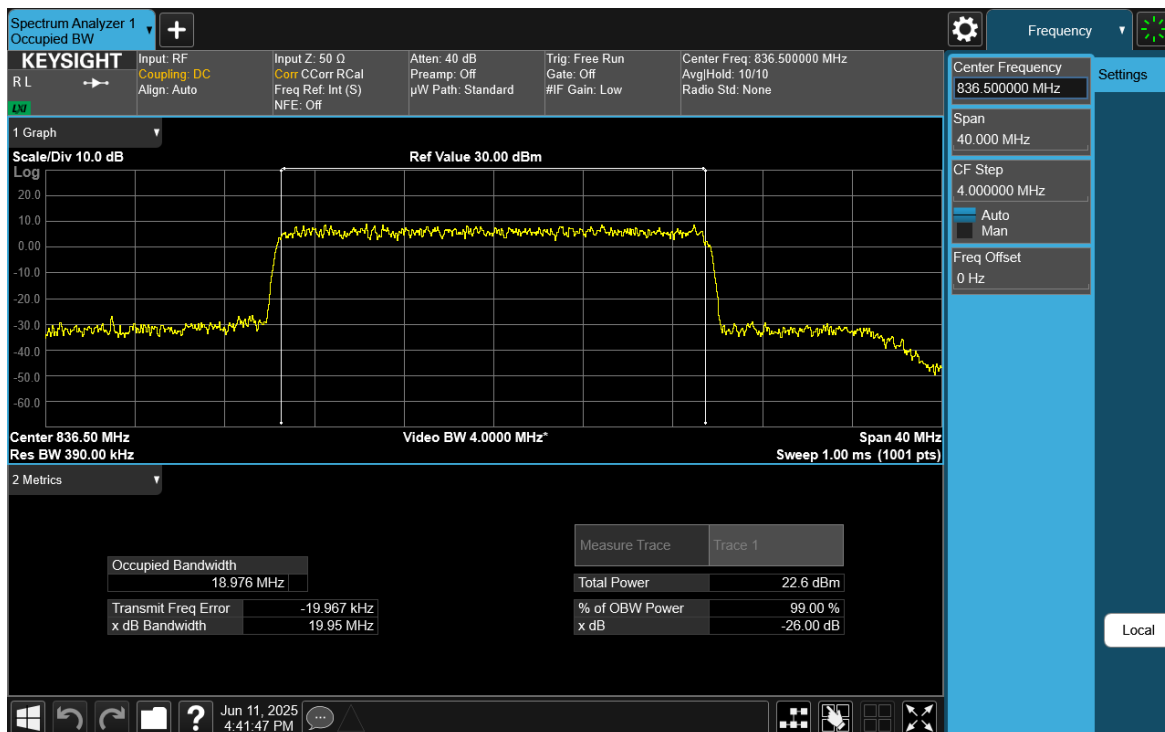 Spectrum Analyzer 1
Occupied BW
Frequency
KEYSIGHT
R L
LXI
Input: RF
Coupling: DC
Align: Auto
Input Z: 50 Ω
Corr CCorr RCal
Freq Ref: Int (S)
NFE: Off
Atten: 40 dB
Preamp: Off
µW Path: Standard
Trig: Free Run
Gate: Off
#IF Gain: Low
Center Freq: 836.500000 MHz
Avg|Hold: 10/10
Radio Std: None
Center Frequency
836.500000 MHz
Settings
Span
40.000 MHz
CF Step
4.000000 MHz
Auto
Man
Freq Offset
0 Hz
Local
1 Graph
Scale/Div 10.0 dB
Ref Value 30.00 dBm
Log
20.0
10.0
0.00
-10.0
-20.0
-30.0
-40.0
-50.0
-60.0
Center 836.50 MHz
Video BW 4.0000 MHz*
Span 40 MHz
Res BW 390.00 kHz
Sweep 1.00 ms (1001 pts)
2 Metrics
Measure Trace
Trace 1
Occupied Bandwidth
18.976 MHz
Total Power
22.6 dBm
Transmit Freq Error
-19.967 kHz
% of OBW Power
99.00 %
x dB Bandwidth
19.95 MHz
x dB
-26.00 dB
?
Jun 11, 2025
4:41:47 PM